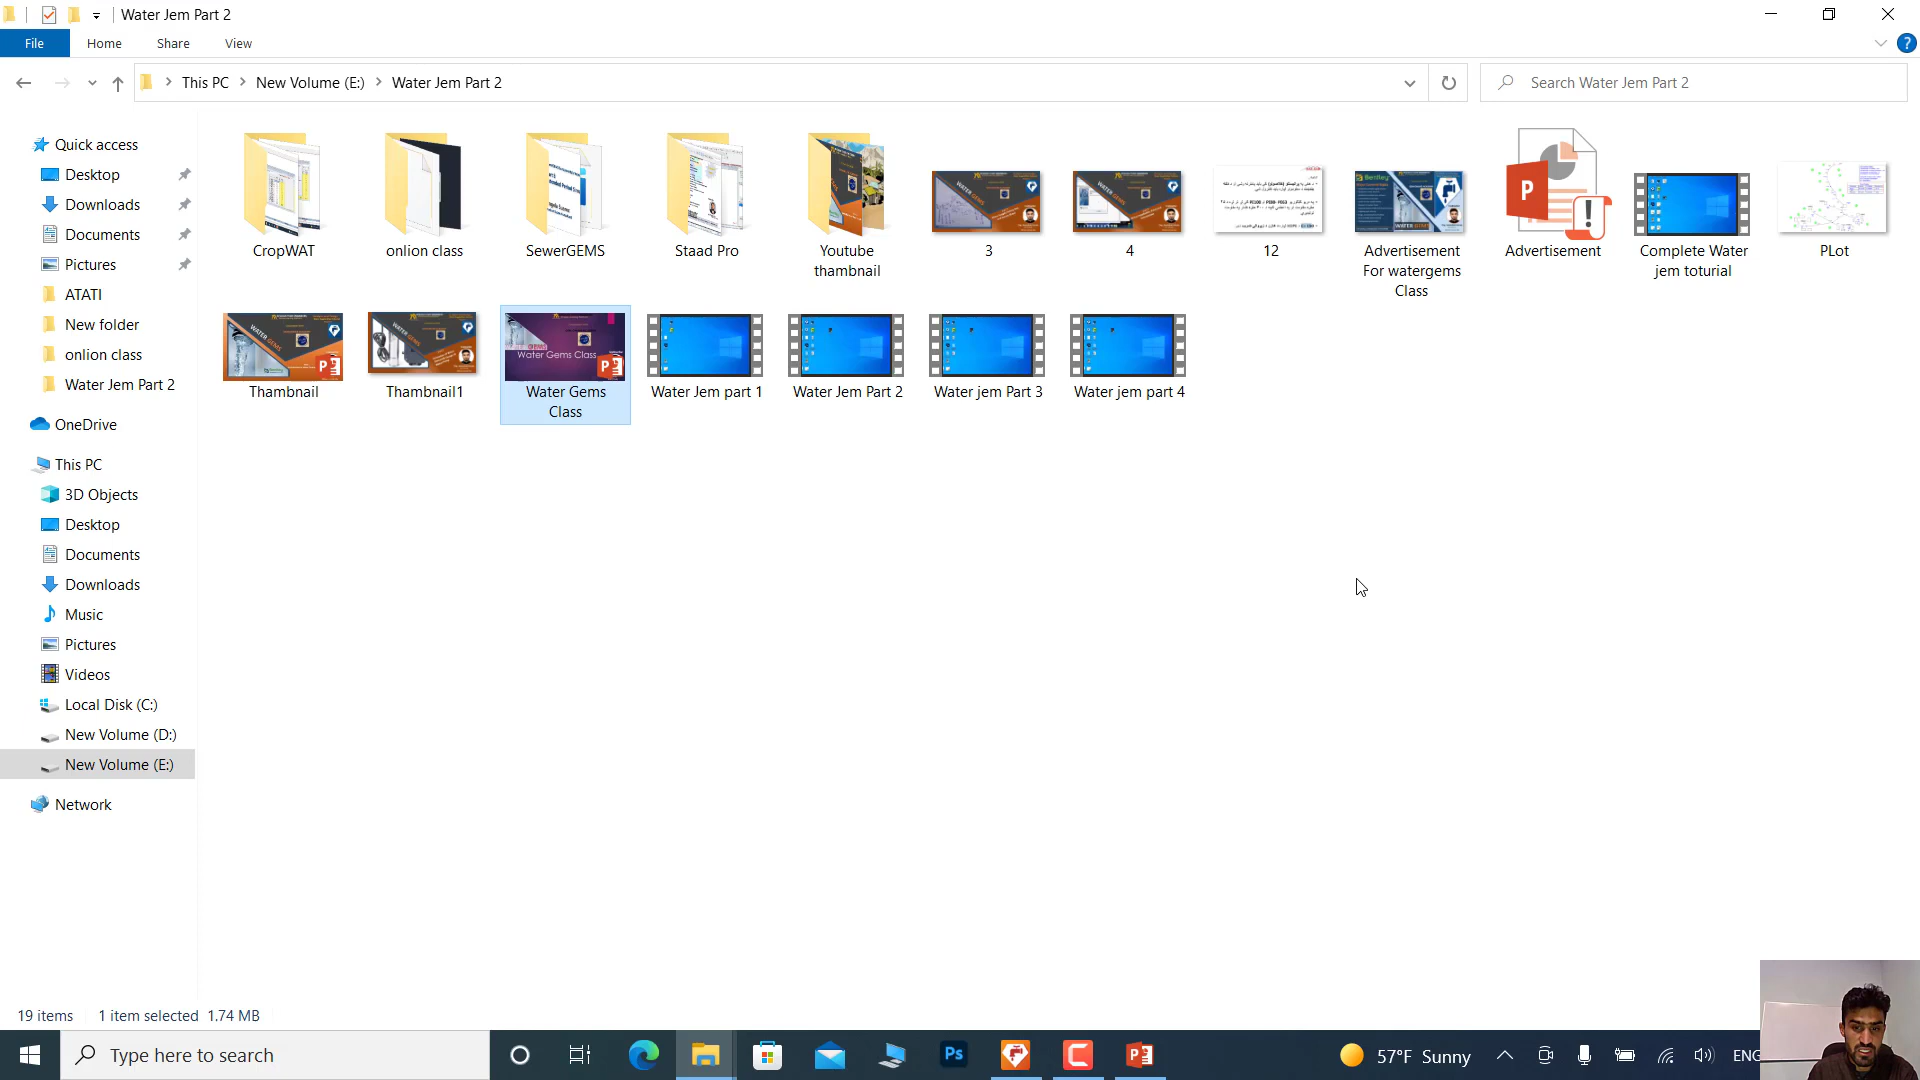 Water Jem Part 2
File
Home
Share
View
This PC
New Volume (E:)
Water Jem Part 2
Search Water Jem Part 2
Quick access
Desktop
Downloads
Documents
Pictures
ATATI
New folder
onlion class
Water Jem Part 2
OneDrive
This PC
3D Objects
Desktop
Documents
Downloads
Music
Pictures
Videos
Local Disk (C:)
New Volume (D:)
New Volume (E:)
Network
CropWAT
onlion class
SewerGEMS
Staad Pro
Youtube
thambnail
3
4
12
Advertisement
For watergems
Class
Advertisement
Complete Water
jem toturial
PLot
Thambnail
Thambnail1
Water Gems Class
Water Gems
Class
Water Jem part 1
Water Jem Part 2
Water jem Part 3
Water jem part 4
19 items
1 item selected 1.74 MB
Type here to search
Ps
57°F Sunny
ENG